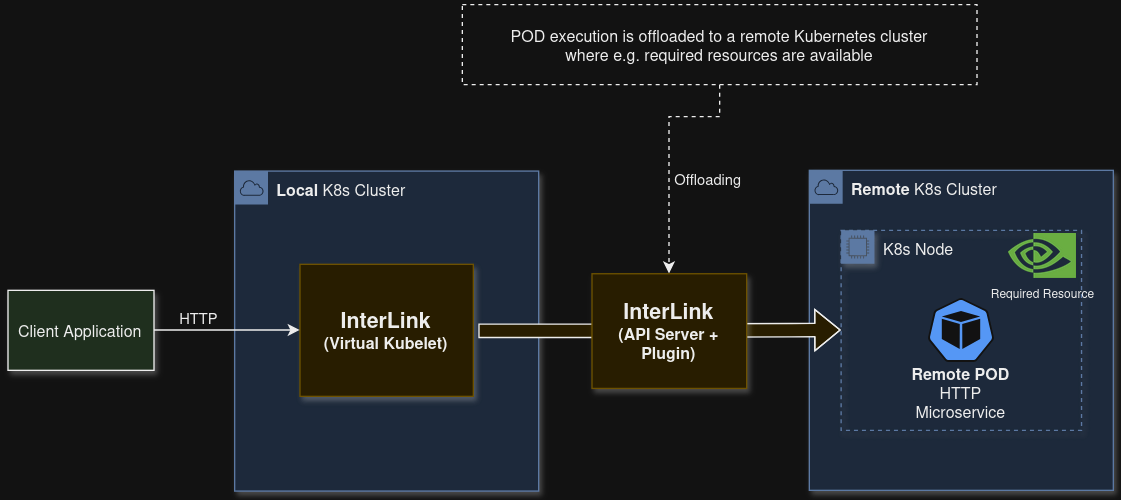 POD execution is offloaded to a remote Kubernetes cluster
where e.g. required resources are available
Offloading
Local K8s Cluster
Remote K8s Cluster
K8s Node
Required Resource
Client Application
HTTP
InterLink
(Virtual Kubelet)
InterLink
(API Server +
Plugin)
Remote POD
HTTP
Microservice